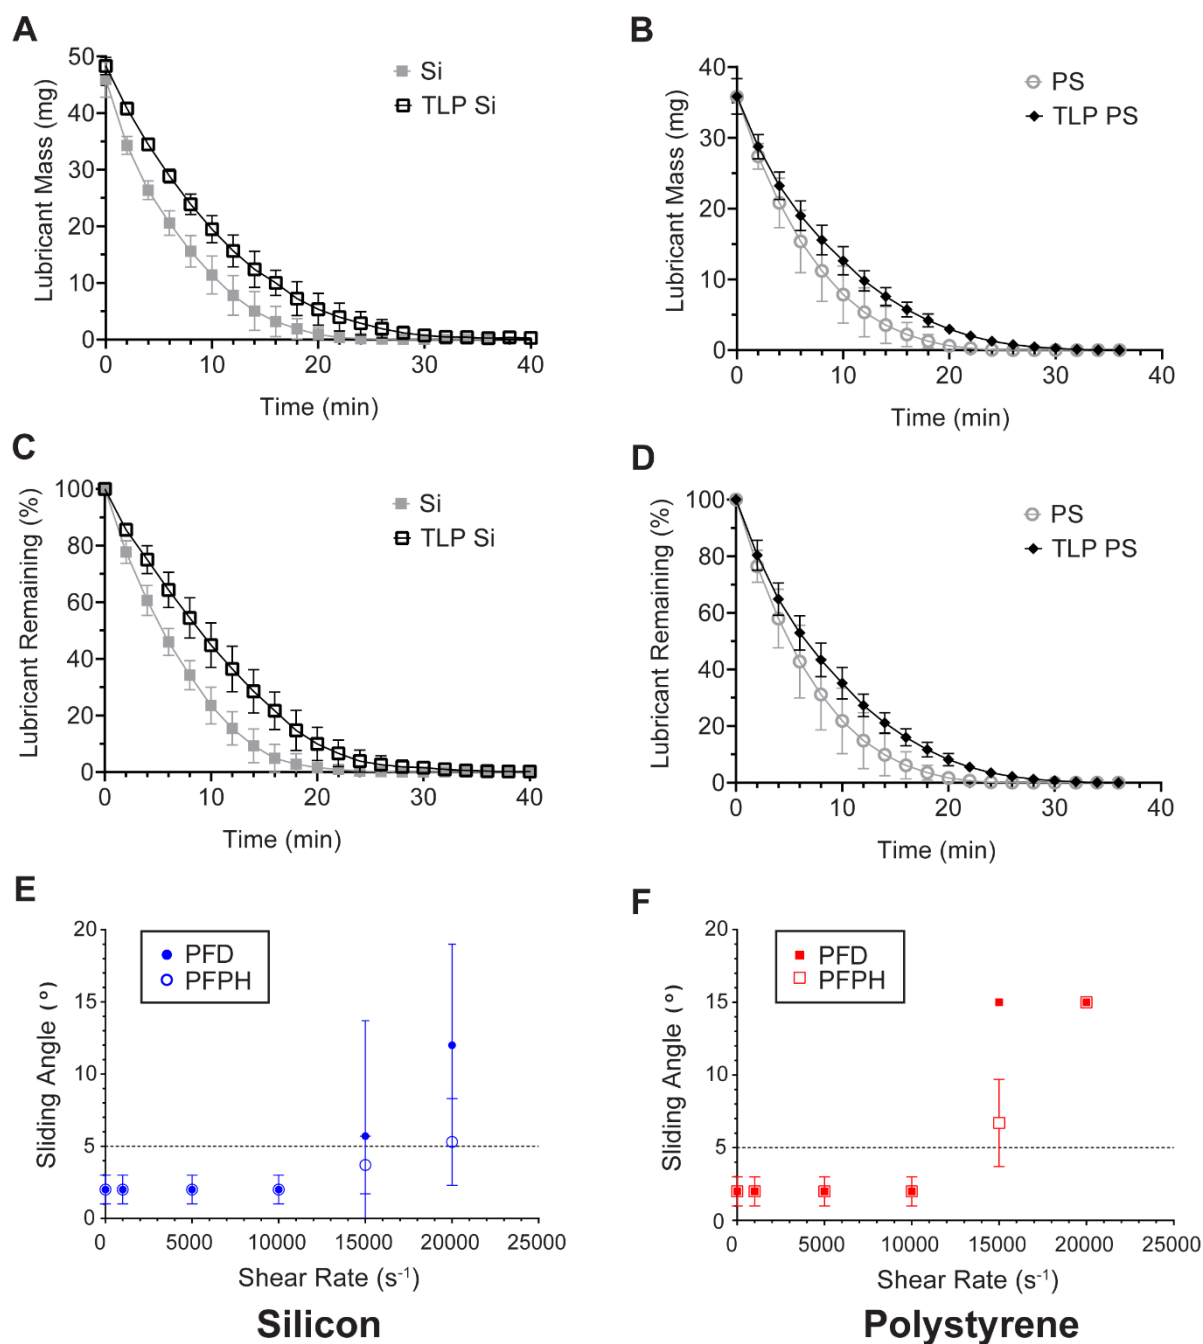 A
Lubricant Mass (mg)
50
40
30
20
10
0
0
10
20
30
40
Time (min)
Si
TLP Si
B
Lubricant Mass (mg)
40
30
20
10
0
0
10
20
30
40
Time (min)
PS
TLP PS
C
Lubricant Remaining (%)
100
80
60
40
20
0
0
10
20
30
40
Time (min)
Si
TLP Si
D
Lubricant Remaining (%)
100
80
60
40
20
0
0
10
20
30
40
Time (min)
PS
TLP PS
E
Sliding Angle (°)
20
15
10
5
0
0
5000
10000
15000
20000
25000
Shear Rate (s⁻¹)
PFD
PFPH
Silicon
F
Sliding Angle (°)
20
15
10
5
0
0
5000
10000
15000
20000
25000
Shear Rate (s⁻¹)
PFD
PFPH
Polystyrene